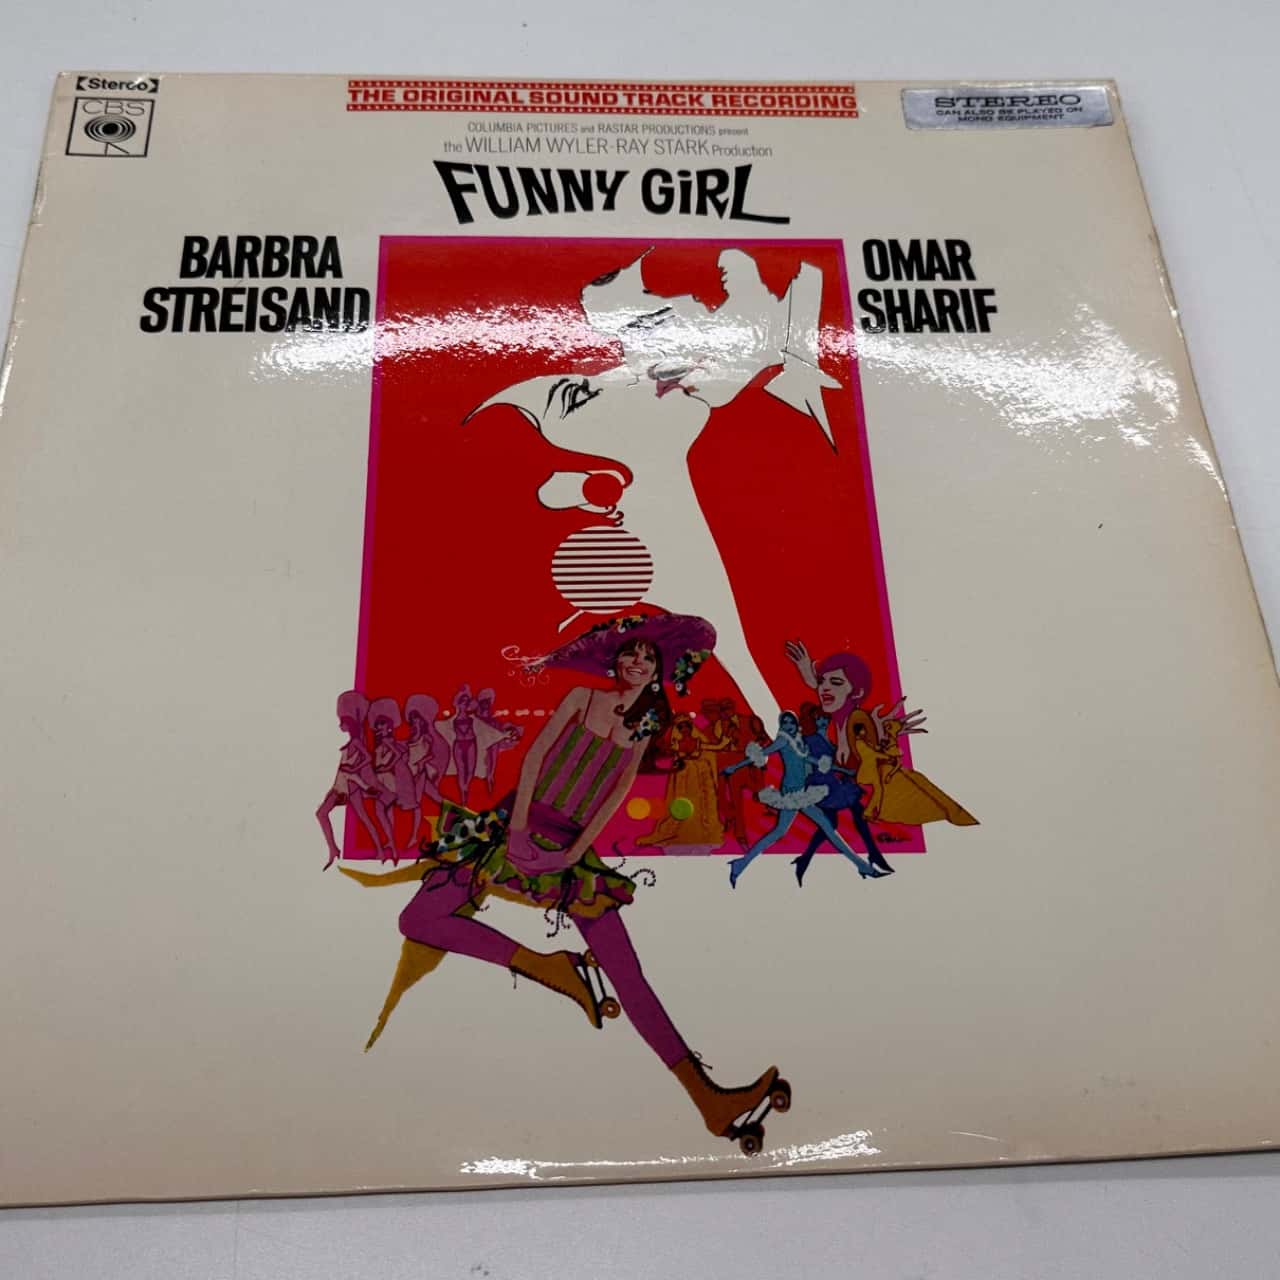 Stereo
CBS
THE ORIGINAL SOUND TRACK RECORDING
STEREO
CAN ALSO BE PLAYED ON
MONO EQUIPMENT
COLUMBIA PICTURES and RASTAR PRODUCTIONS present
the WILLIAM WYLER-RAY STARK Production
FUNNY GiRL
BARBRA
STREISAND
OMAR
SHARIF